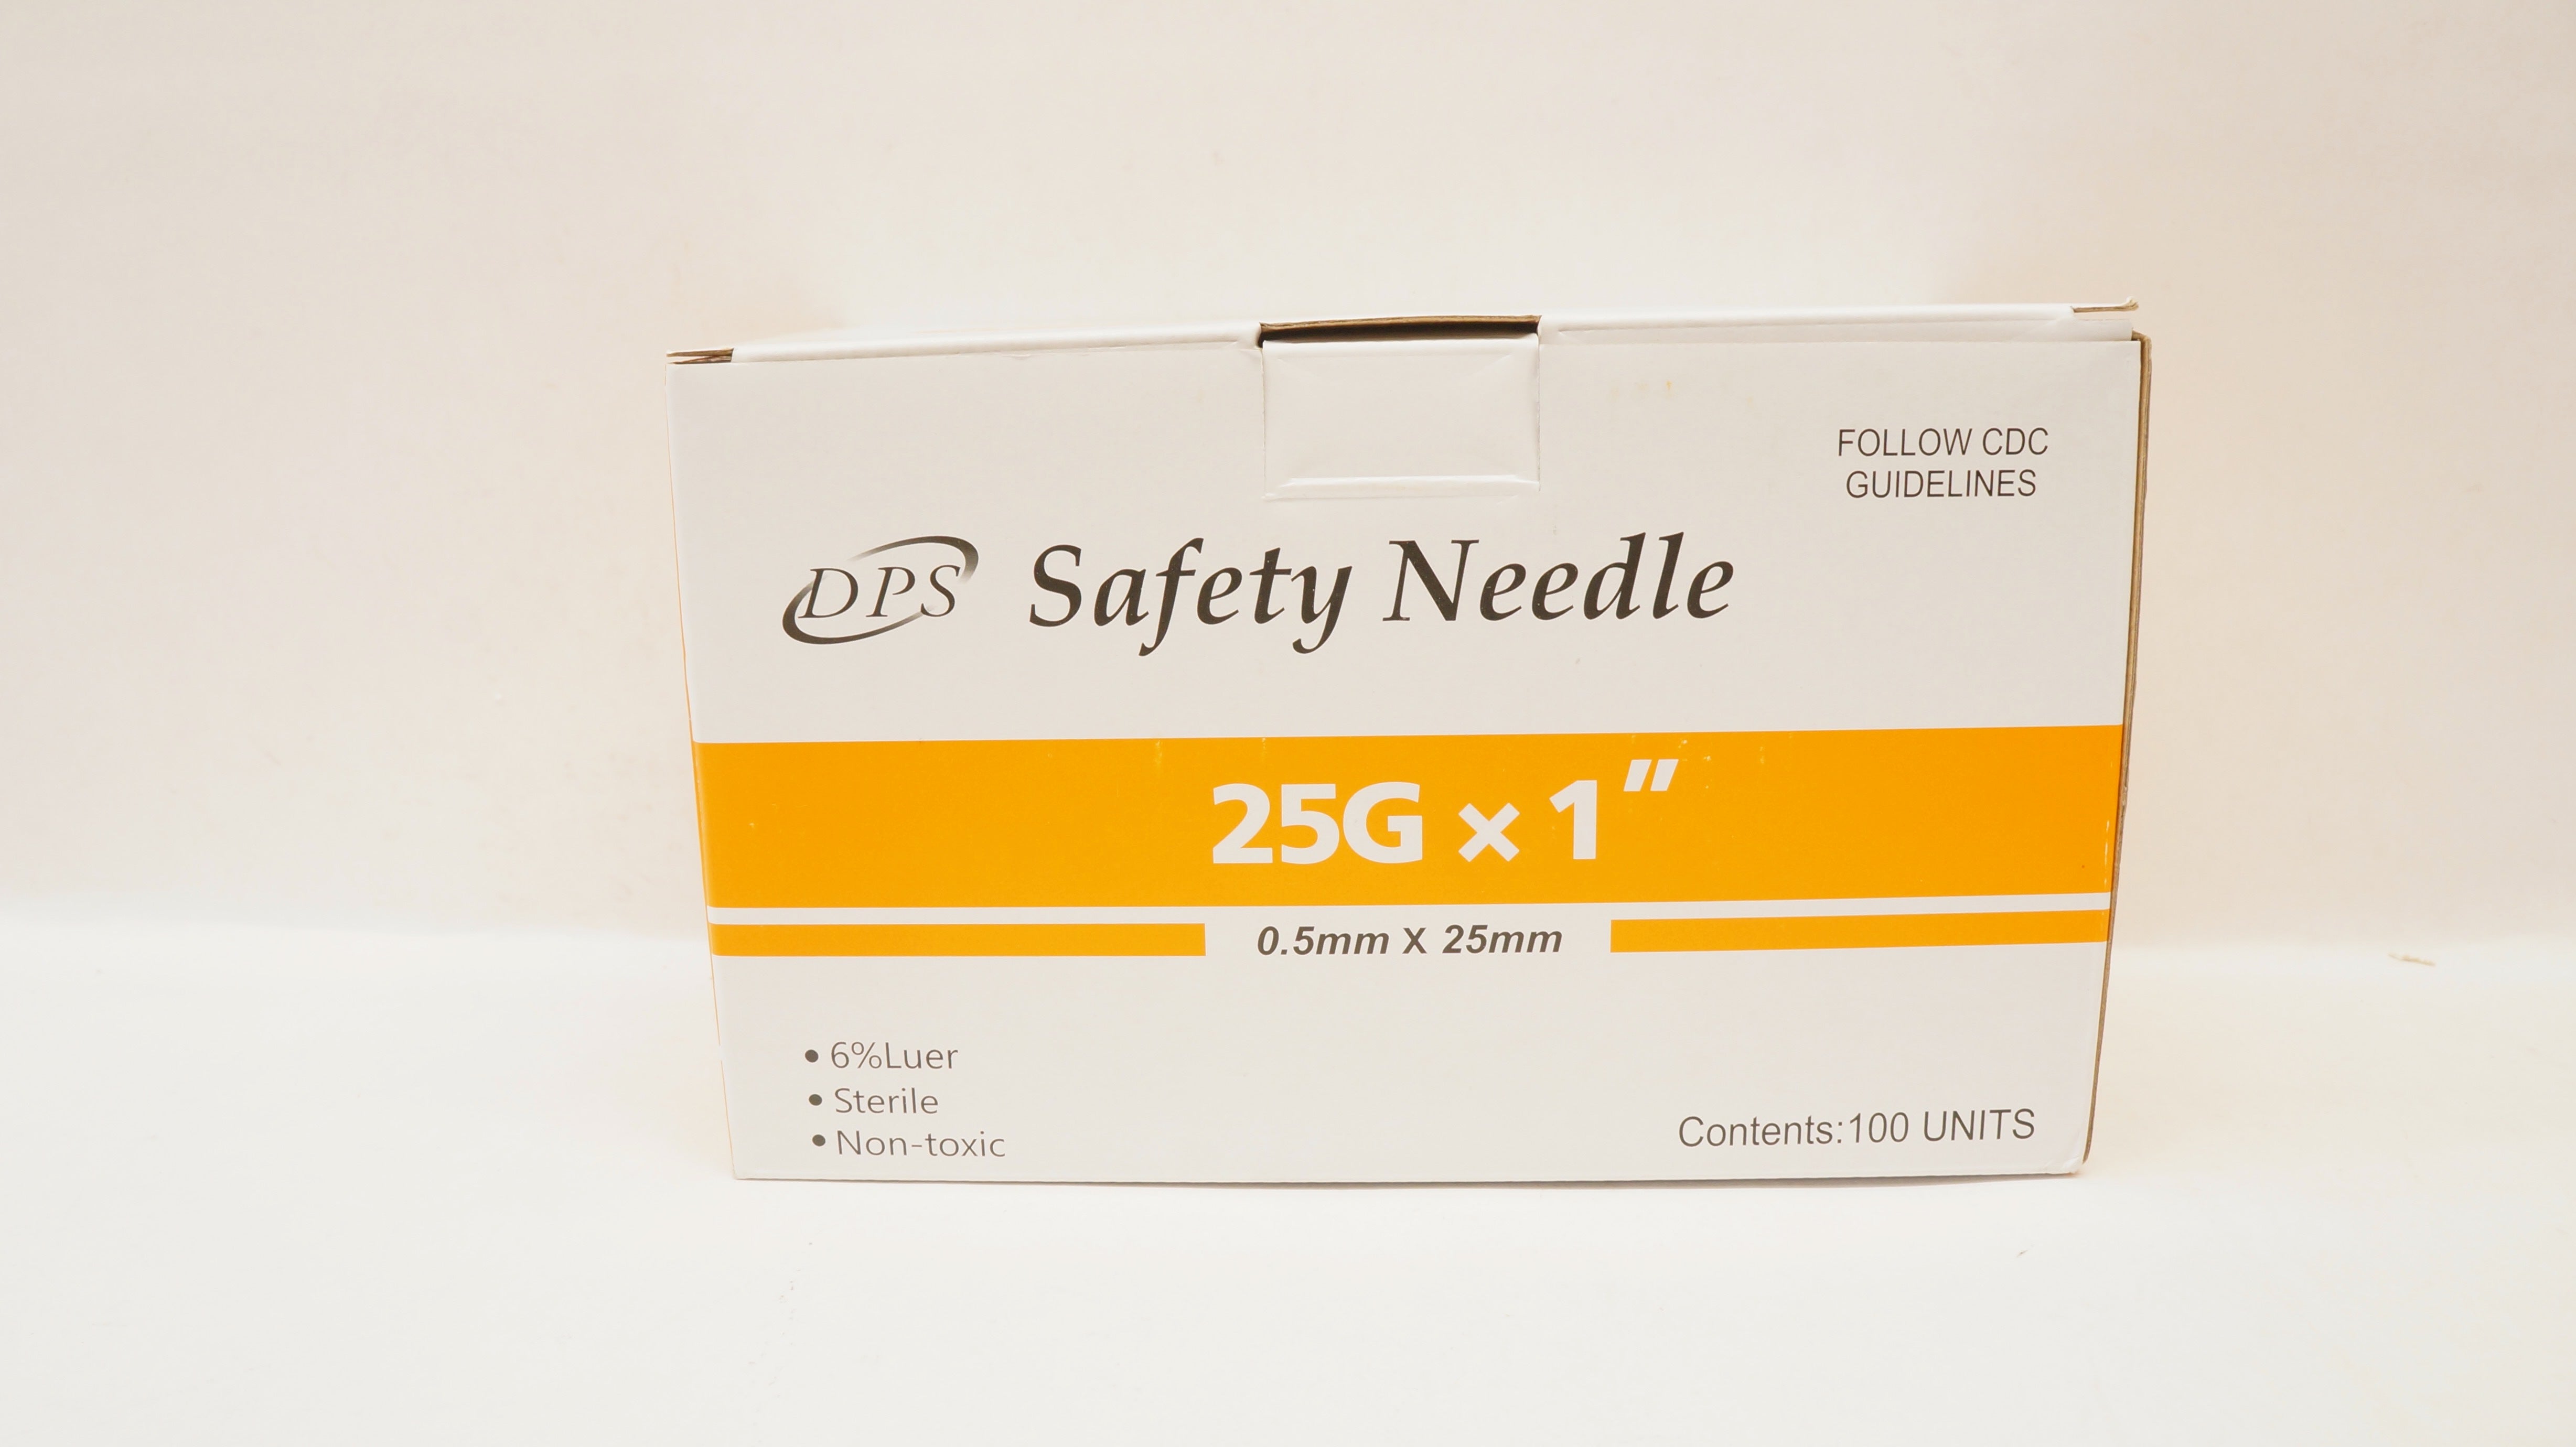 FOLLOW CDC
GUIDELINES
DPS Safety Needle
25G × 1"
0.5mm X 25mm
• 6%Luer
• Sterile
• Non-toxic
Contents:100 UNITS